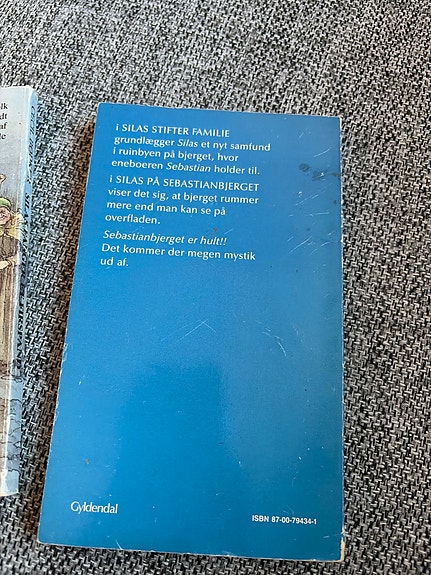 i SILAS STIFTER FAMILIE
grundlægger Silas et nyt samfund
i ruinbyen på bjerget, hvor
eneboeren Sebastian holder til.
i SILAS PÅ SEBASTIANBJERGET
viser det sig, at bjerget rummer
mere end man kan se på
overfladen.
Sebastianbjerget er hult!!
Det kommer der megen mystik
ud af.
Gyldendal
ISBN 87-00-79434-1